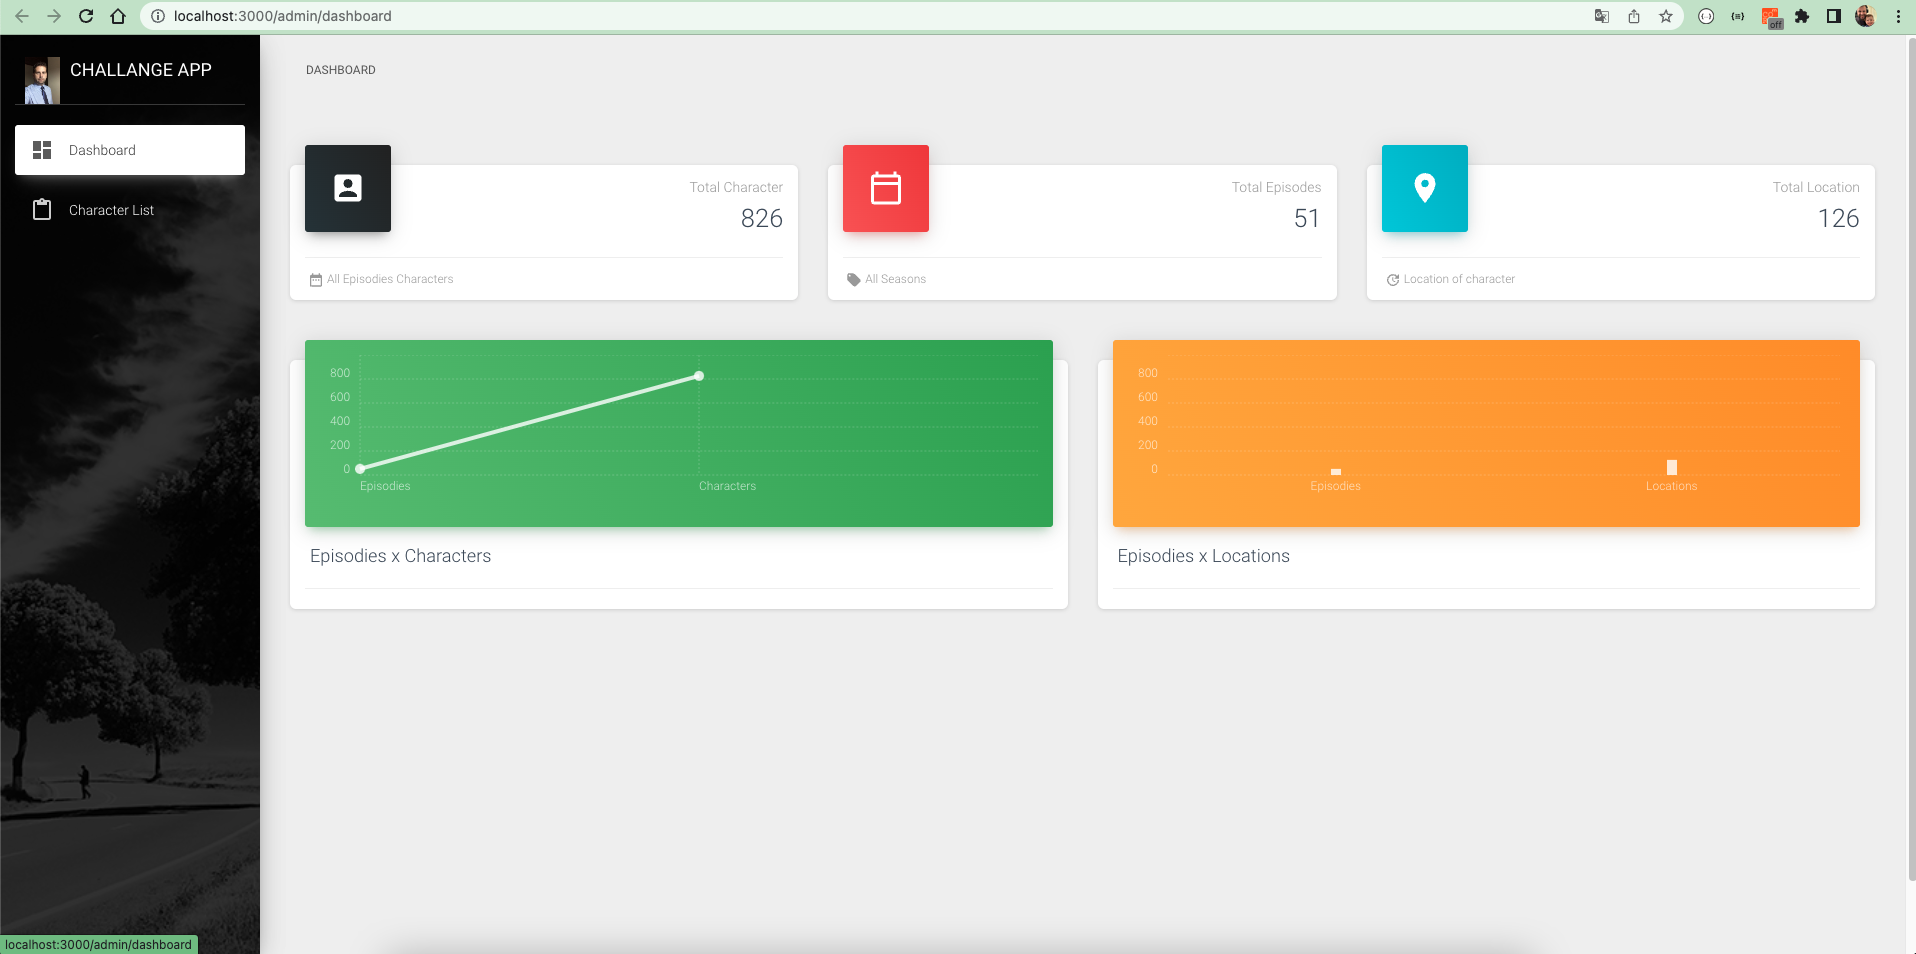 localhost:3000/admin/dashboard
off
CHALLANGE APP
Dashboard
Character List
DASHBOARD
Total Character
826
All Episodies Characters
Total Episodes
51
All Seasons
Total Location
126
Location of character
800
600
400
200
0
Episodies
Characters
Episodies x Characters
800
600
400
200
0
Episodies
Locations
Episodies x Locations
localhost:3000/admin/dashboard